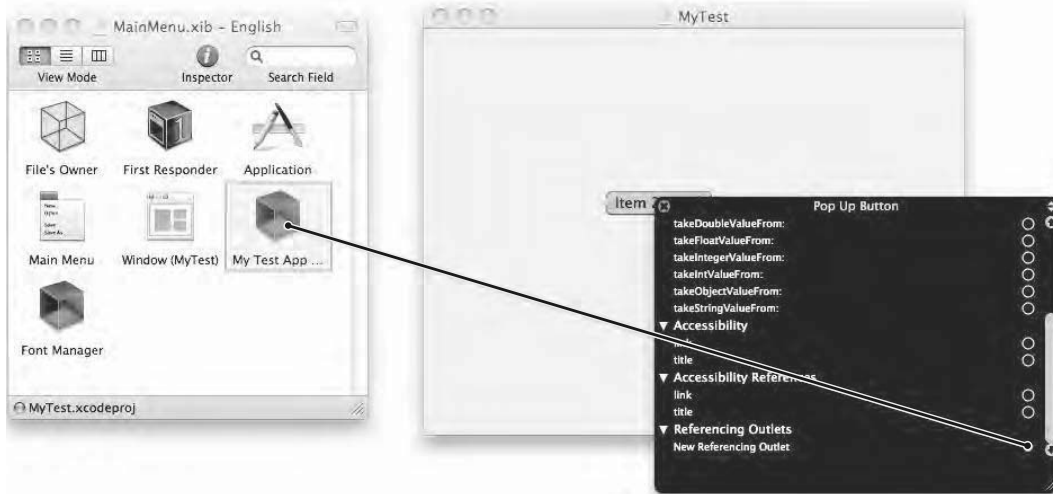 MainMenu.xib – English
View Mode
Inspector
Search Field
File's Owner
First Responder
Application
Main Menu
Window (MyTest)
My Test App ...
Font Manager
MyTest.xcodeproj
MyTest
Item
Pop Up Button
takeDoubleValueFrom:
takeFloatValueFrom:
takeIntegerValueFrom:
takeIntValueFrom:
takeObjectValueFrom:
takeStringValueFrom:
▼ Accessibility
link
title
▼ Accessibility References
link
title
▼ Referencing Outlets
New Referencing Outlet